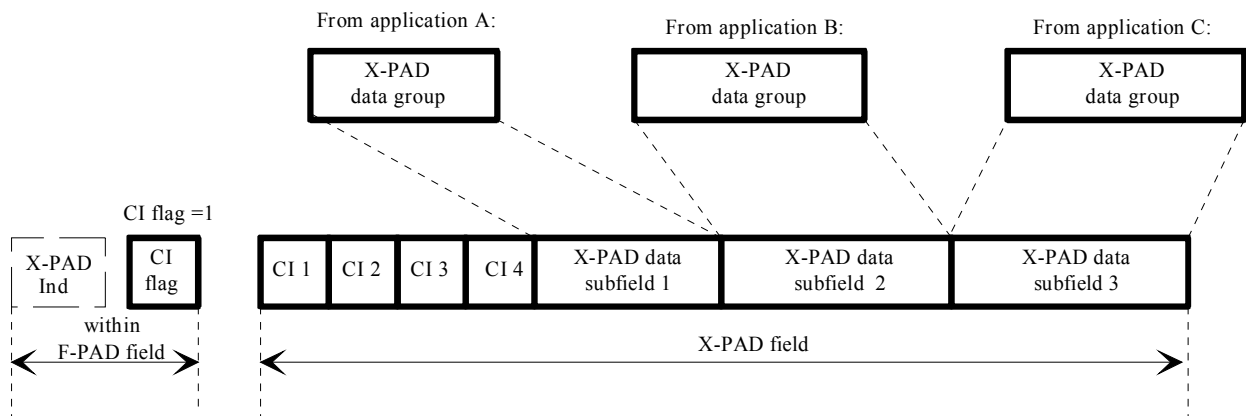 From application A:
From application B:
From application C:
X-PAD
data group
X-PAD
data group
X-PAD
data group
CI flag =1
X-PAD
Ind
CI
flag
CI 1
CI 2
CI 3
CI 4
X-PAD data
subfield 1
X-PAD data
subfield 2
X-PAD data
subfield 3
within
F-PAD field
X-PAD field